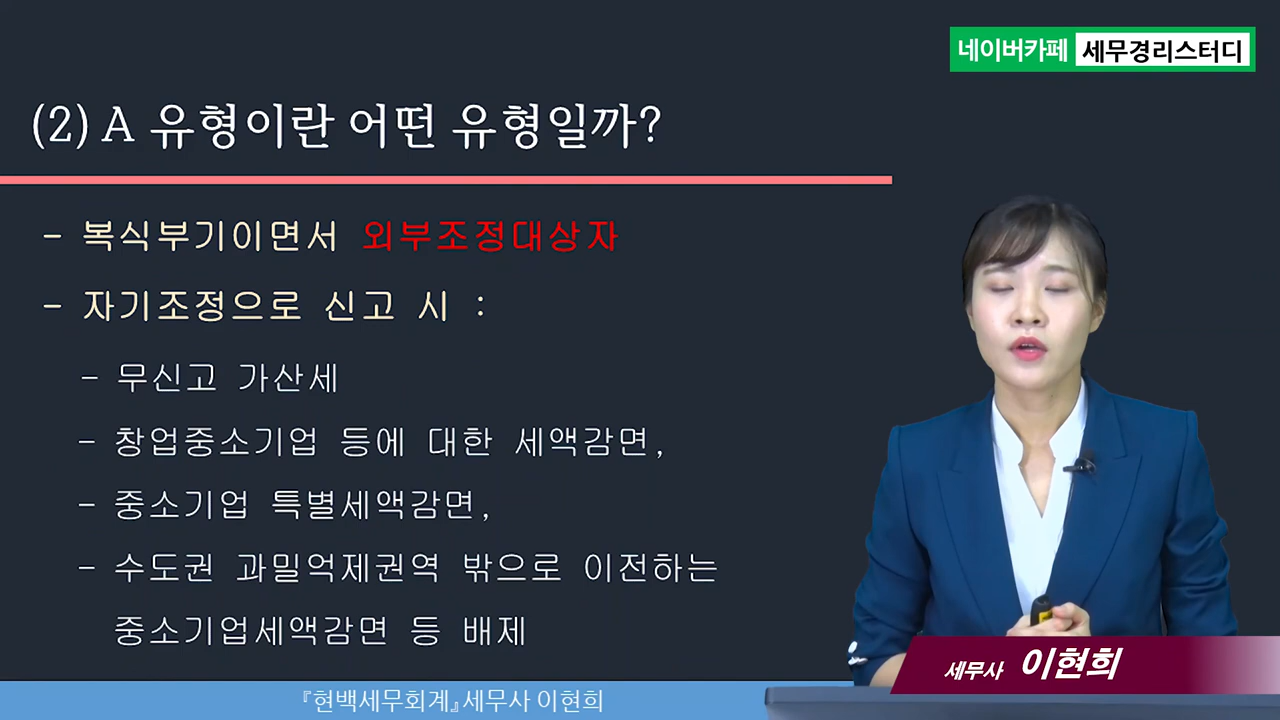 네이버카페 세무경리스터디
(2) A 유형이란 어떤 유형일까?
- 복식부기이면서 외부조정대상자
- 자기조정으로 신고 시 :
- 무신고 가산세
- 창업중소기업 등에 대한 세액감면,
- 중소기업 특별세액감면,
- 수도권 과밀억제권역 밖으로 이전하는
중소기업세액감면 등 배제
세무사 이현희
『현백세무회계』세무사 이현희